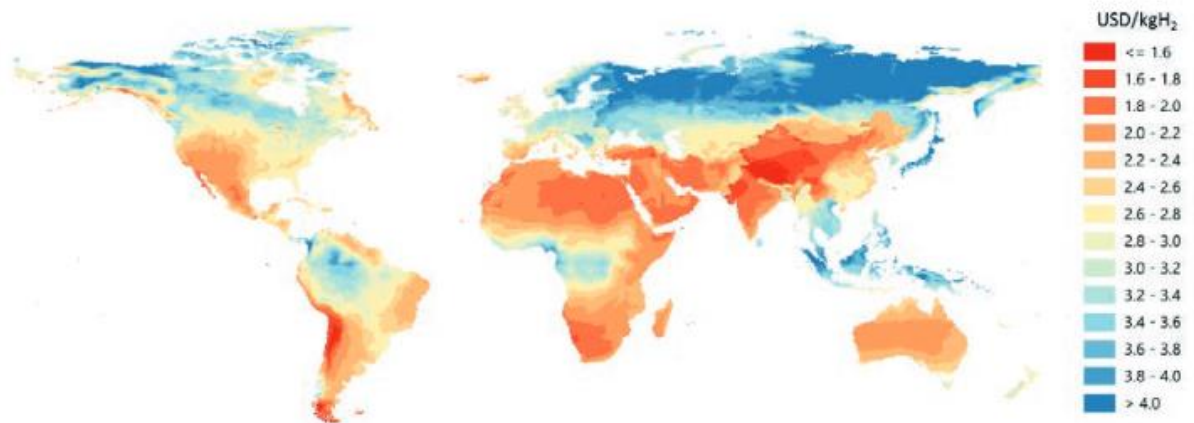 USD/kgH₂
<= 1.6
1.6 - 1.8
1.8 - 2.0
2.0 - 2.2
2.2 - 2.4
2.4 - 2.6
2.6 - 2.8
2.8 - 3.0
3.0 - 3.2
3.2 - 3.4
3.4 - 3.6
3.6 - 3.8
3.8 - 4.0
> 4.0